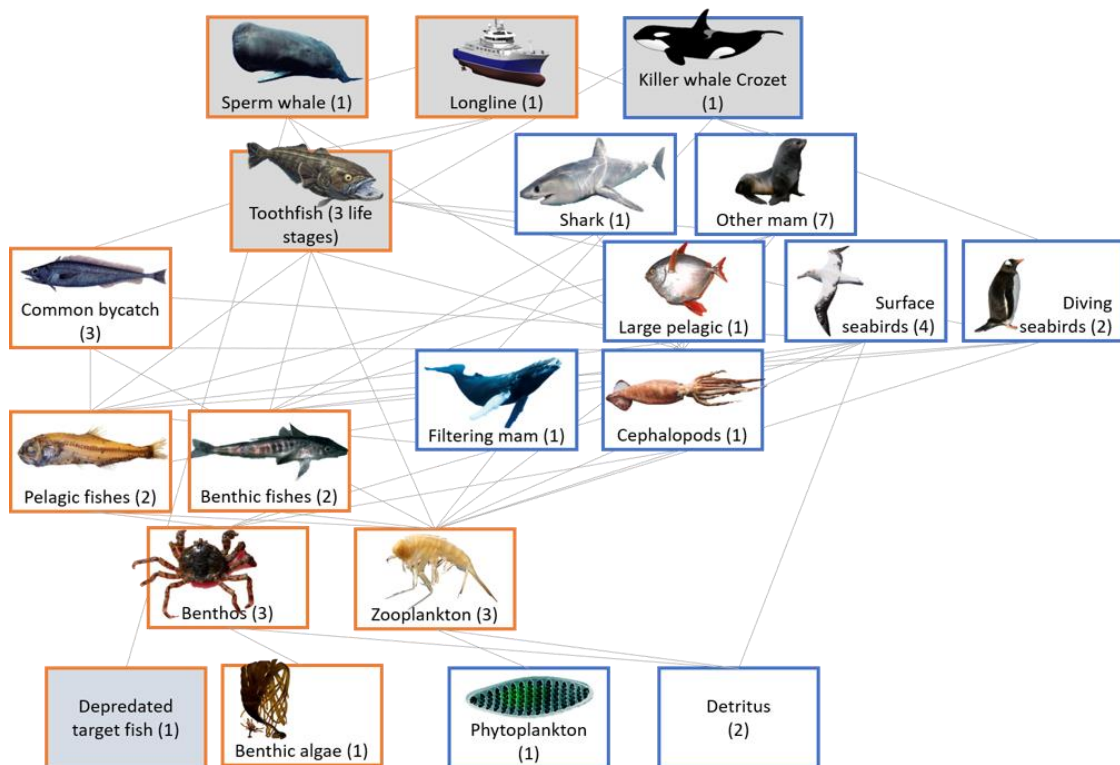 Sperm whale (1)
Longline (1)
Killer whale Crozet
(1)
Toothfish (3 life
stages)
Shark (1)
Other mam (7)
Common bycatch
(3)
Large pelagic (1)
Surface
seabirds (4)
Diving
seabirds (2)
Pelagic fishes (2)
Benthic fishes (2)
Filtering mam (1)
Cephalopods (1)
Benthos (3)
Zooplankton (3)
Depredated
target fish (1)
Benthic algae (1)
Phytoplankton
(1)
Detritus
(2)